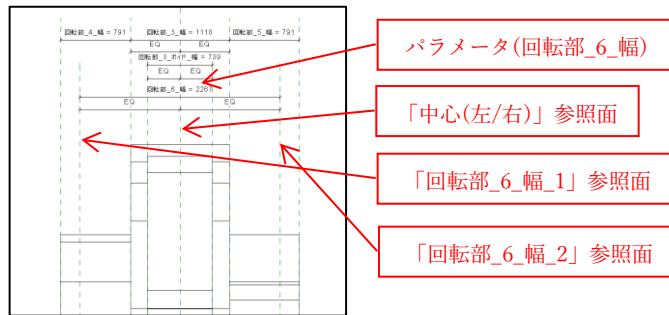 回転部_4_幅 = 791
回転部_3_幅 = 1118
回転部_5_幅 = 791
EQ
EQ
回転部_3_ボイド_幅 = 739
EQ
EQ
回転部_6_幅 = 226
EQ
EQ
パラメータ(回転部_6_幅)
「中心(左/右)」参照面
「回転部_6_幅_1」参照面
「回転部_6_幅_2」参照面